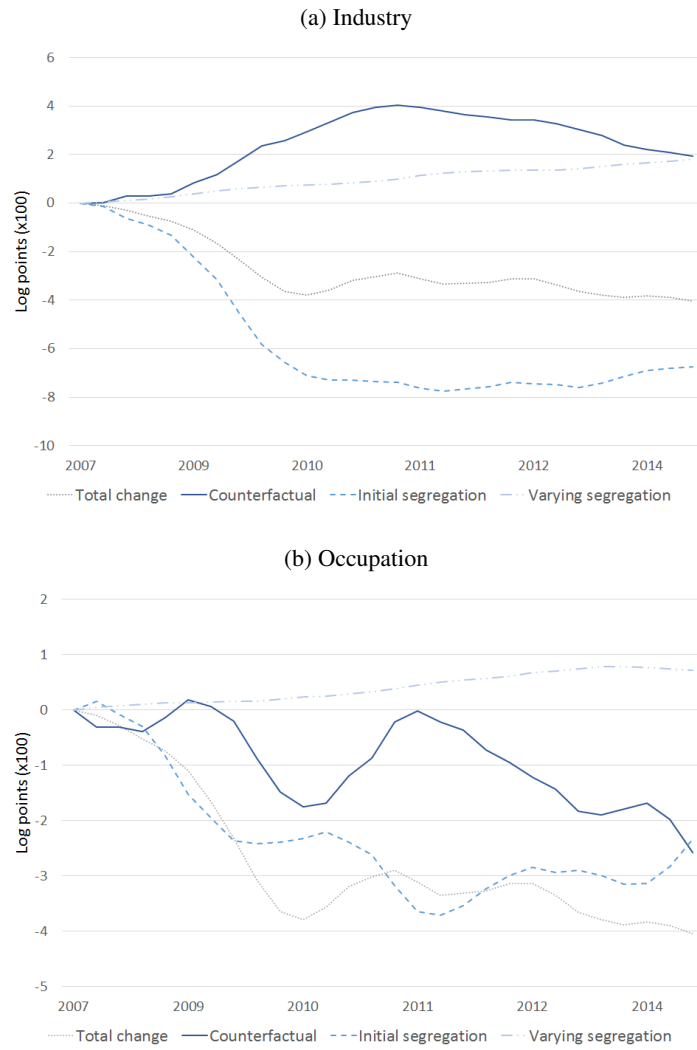 (a) Industry
6
4
2
0
-2
-4
-6
-8
-10
Log points (x100)
2007 2009 2010 2011 2012 2014
Total change Counterfactual Initial segregation Varying segregation
(b) Occupation
2
1
0
-1
-2
-3
-4
-5
Log points (x100)
2007 2009 2010 2011 2012 2014
Total change Counterfactual Initial segregation Varying segregation